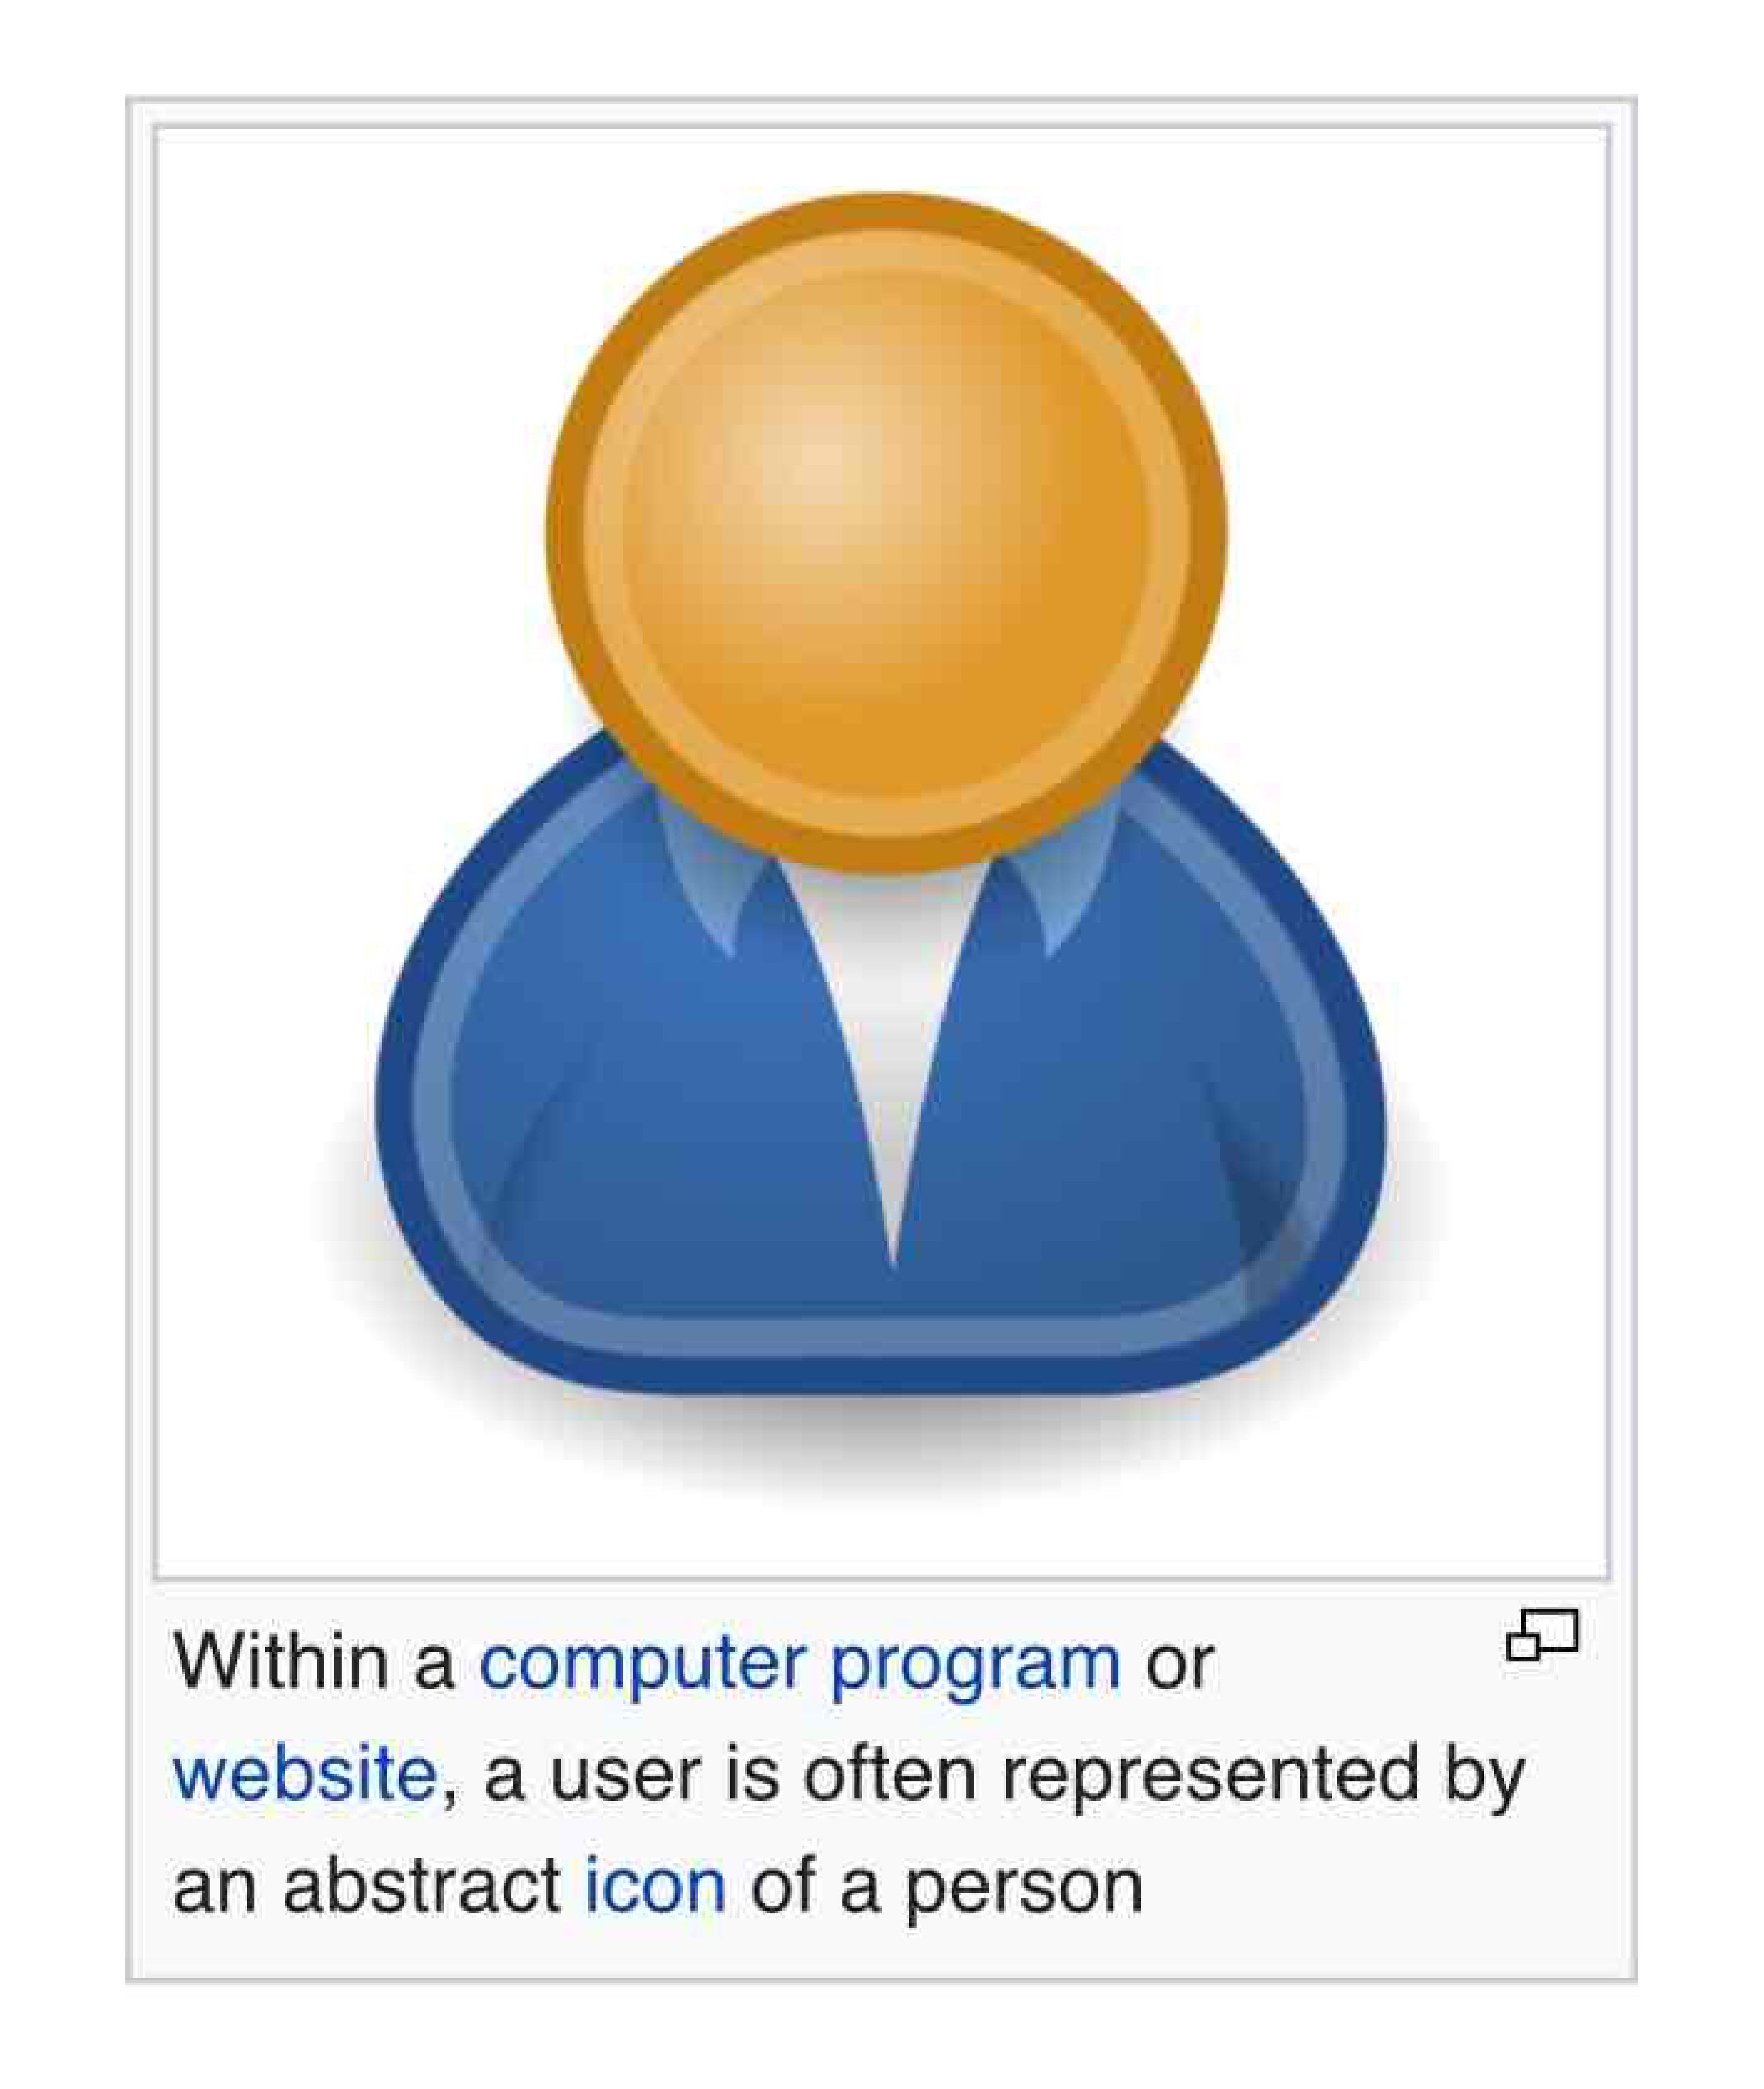 Within a computer program or
website, a user is often represented by
an abstract icon of a person